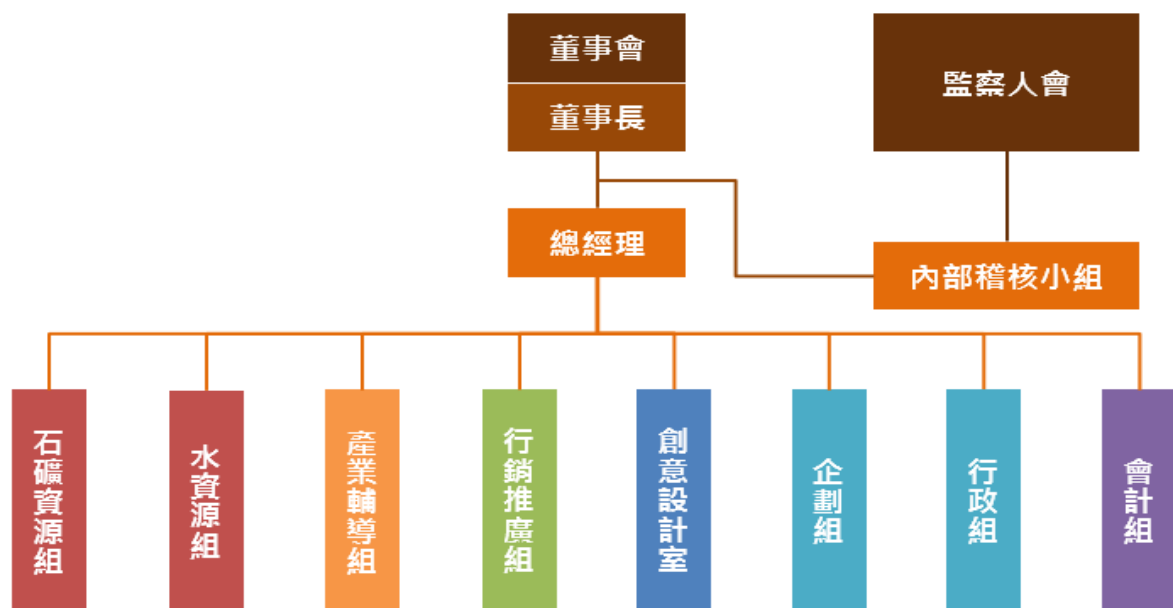 董事會
董事長
監察人會
總經理
內部稽核小組
石礦資源組
水資源組
產業輔導組
行銷推廣組
創意設計室
企劃組
行政組
會計組